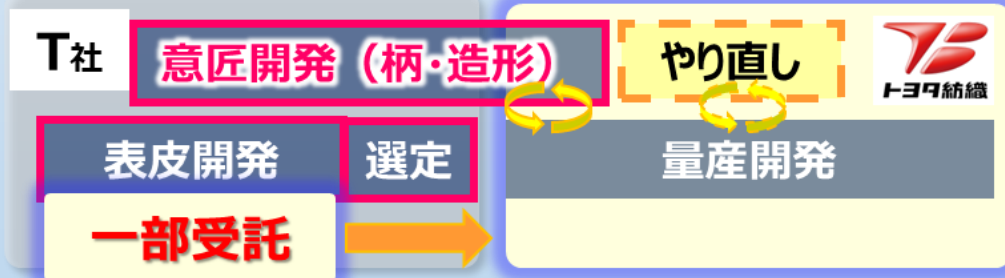 T社
意匠開発（柄・造形）
やり直し
トヨタ紡織
表皮開発
選定
量産開発
一部受託